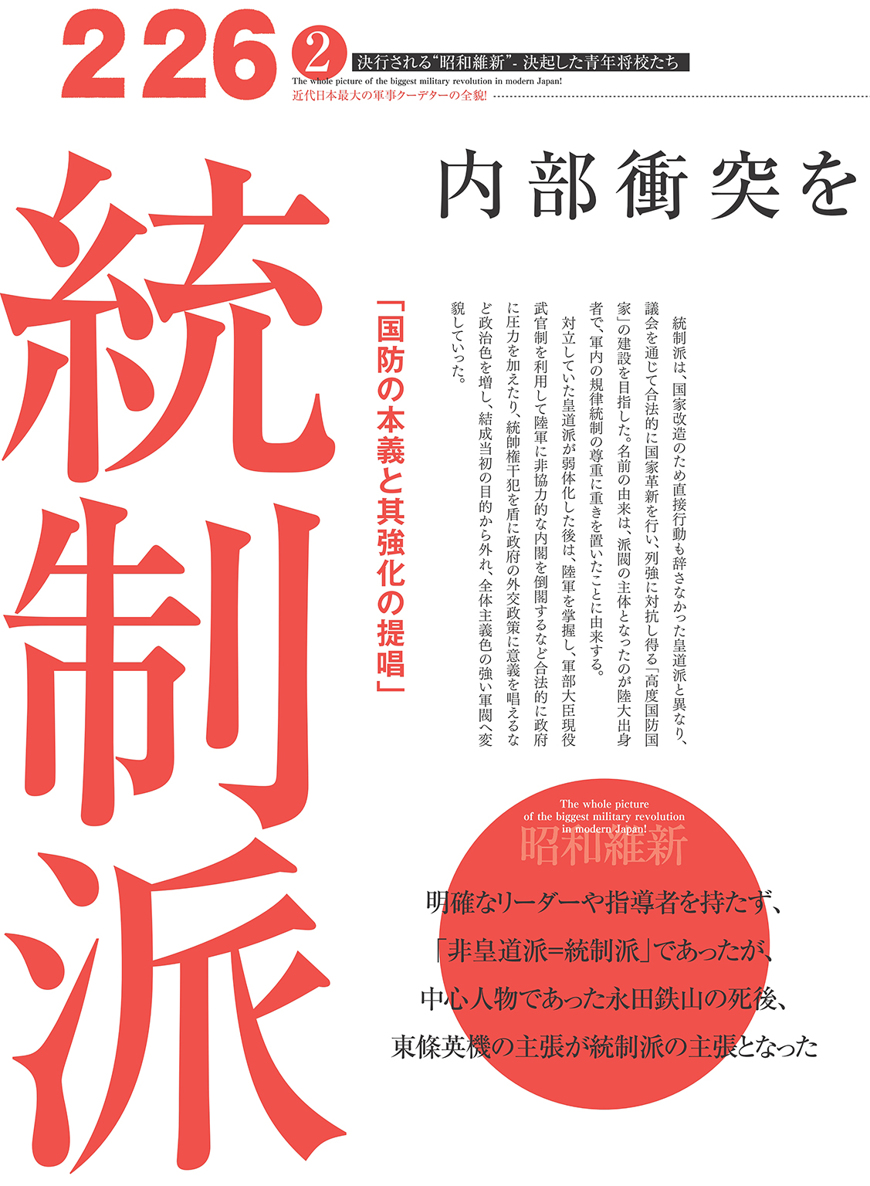 226
2
決行される“昭和維新”- 決起した青年将校たち
The whole picture of the biggest military revolution in modern Japan!
近代日本最大の軍事クーデターの全貌!
内部衝突を
統制派
「国防の本義と其強化の提唱」
統制派は、国家改造のため直接行動も辞さなかった皇道派と異なり、
議会を通じて合法的に国家革新を行い、列強に対抗し得る「高度国防国
家」の建設を目指した。名前の由来は、派閥の主体となったのが陸大出身
者で、軍内の規律統制の尊重に重きを置いたことに由来する。
対立していた皇道派が弱体化した後は、陸軍を掌握し、軍部大臣現役
武官制を利用して陸軍に非協力的な内閣を倒閣するなど合法的に政府
に圧力を加えたり、統帥権干犯を盾に政府の外交政策に意義を唱えるな
ど政治色を増し、結成当初の目的から外れ、全体主義色の強い軍閥へ変
貌していった。
The whole picture
of the biggest military revolution
in modern Japan!
昭和維新
明確なリーダーや指導者を持たず、
「非皇道派=統制派」であったが、
中心人物であった永田鉄山の死後、
東條英機の主張が統制派の主張となった